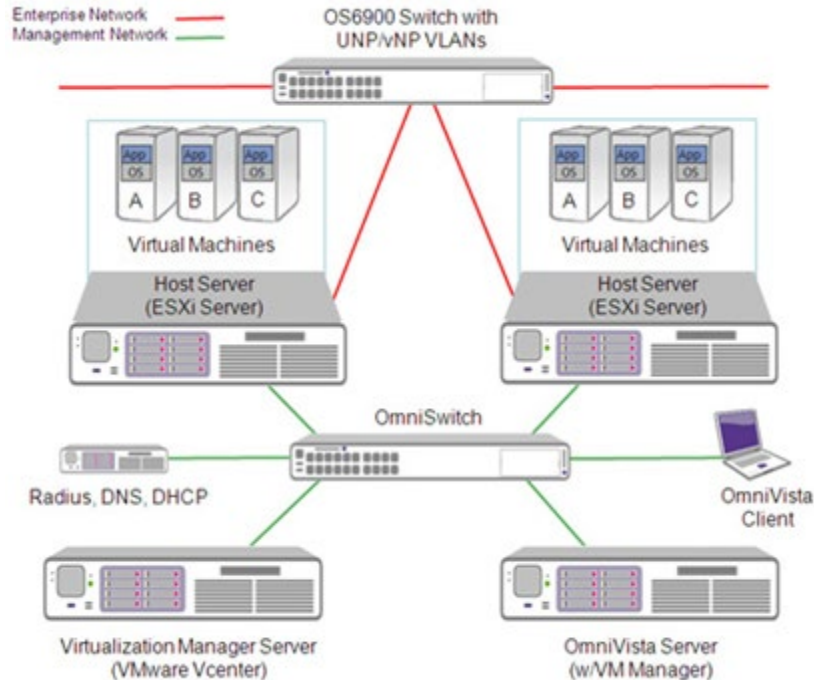 Enterprise Network
Management Network
OS6900 Switch with
UNP/vNP VLANs
App
OS
A
App
OS
B
App
OS
C
Virtual Machines
App
OS
A
App
OS
B
App
OS
C
Virtual Machines
Host Server
(ESXi Server)
Host Server
(ESXi Server)
OmniSwitch
Radius, DNS, DHCP
OmniVista
Client
Virtualization Manager Server
(VMware Vcenter)
OmniVista Server
(w/VM Manager)